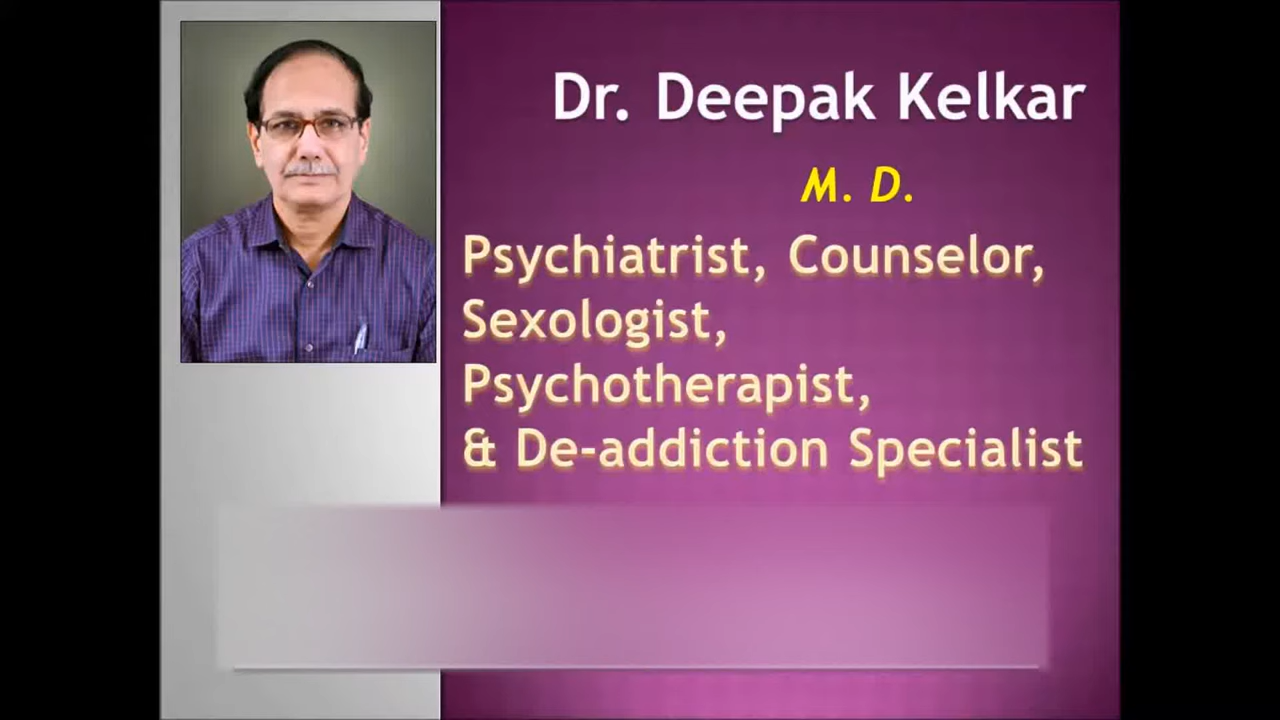 Dr. Deepak Kelkar
M. D.
Psychiatrist, Counselor,
Sexologist,
Psychotherapist,
& De-addiction Specialist